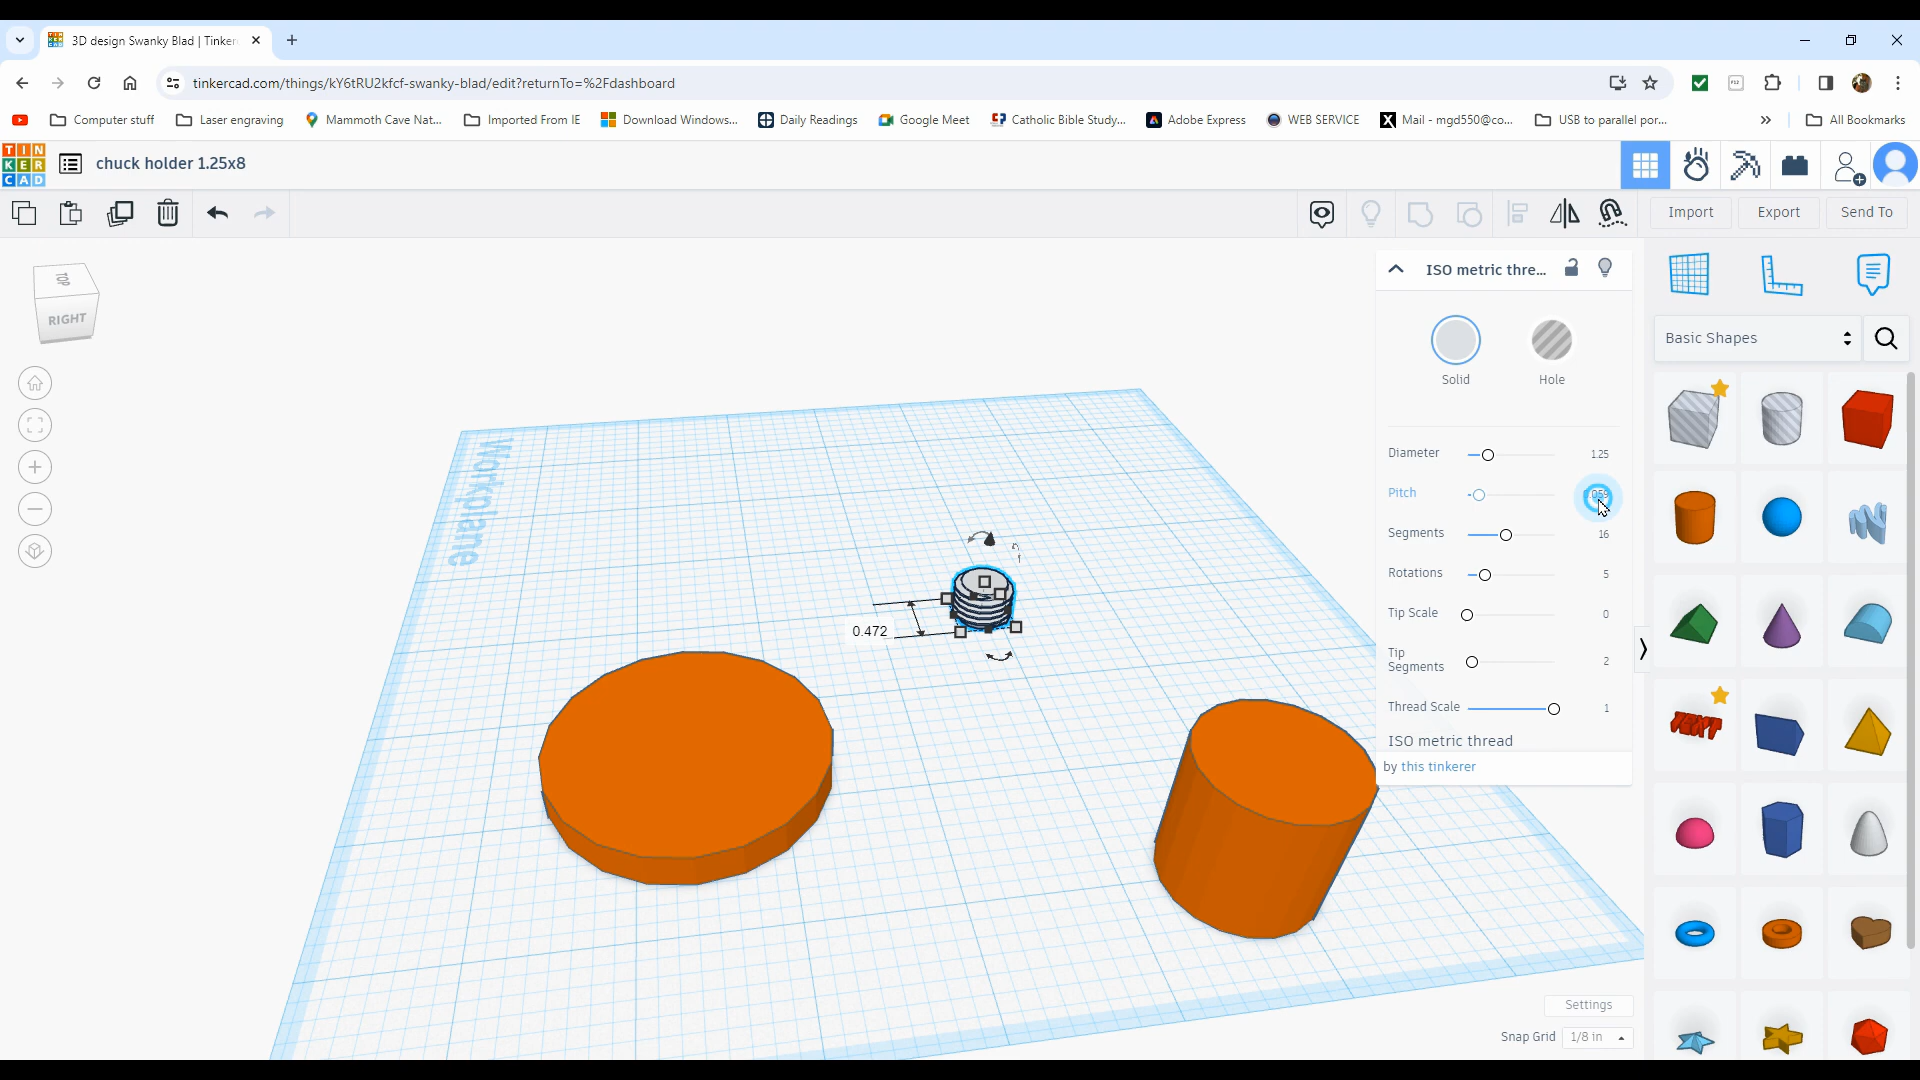 3D design Swanky Blad | Tinker
tinkercad.com/things/kY6tRU2kfcf-swanky-blad/edit?returnTo=%2Fdashboard
Computer stuff
Laser engraving
Mammoth Cave Nat...
Imported From IE
Download Windows...
Daily Readings
Google Meet
Catholic Bible Study...
Adobe Express
WEB SERVICE
Mail - mgd550@co...
USB to parallel por...
All Bookmarks
TIN
KER
CAD
chuck holder 1.25x8
Import
Export
Send To
TOP
RIGHT
Workplane
0.472
ISO metric thre...
Solid
Hole
Diameter
1.25
Pitch
Segments
16
Rotations
5
Tip Scale
0
Tip
Segments
2
Thread Scale
1
ISO metric thread
by this tinkerer
Basic Shapes
TEXT
Settings
Snap Grid
1/8 in